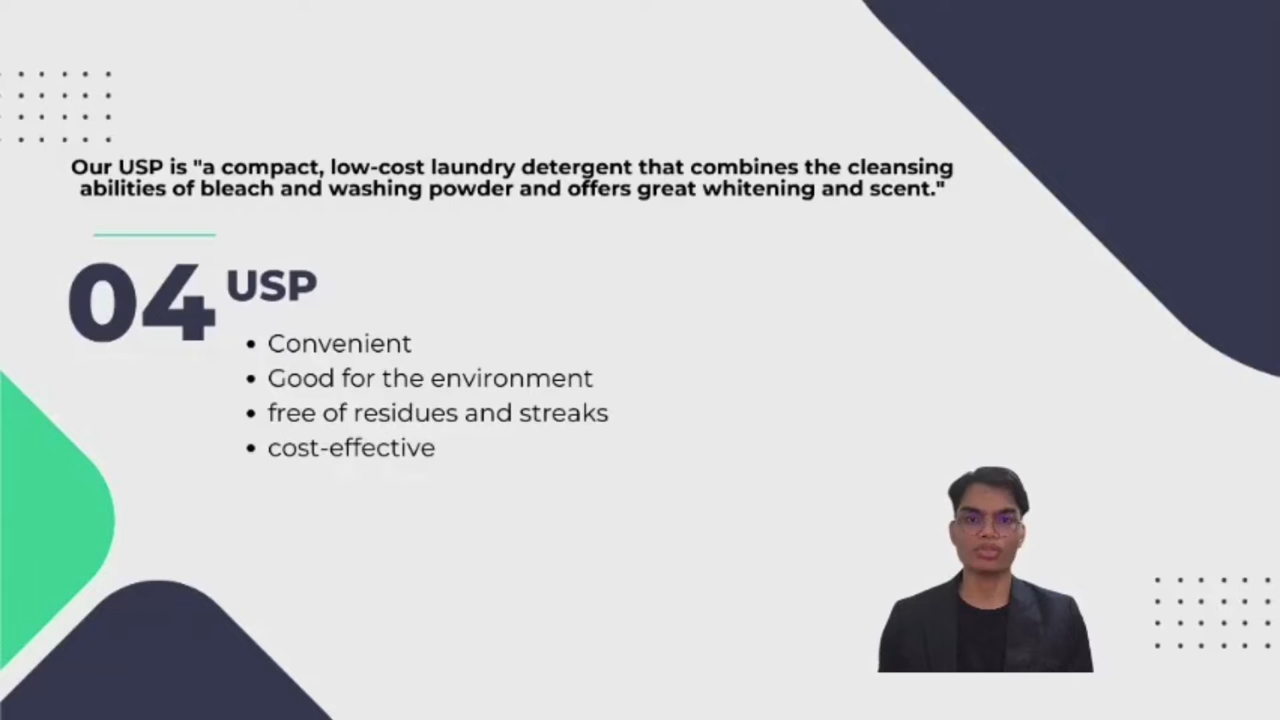 Our USP is "a compact, low-cost laundry detergent that combines the cleansing
abilities of bleach and washing powder and offers great whitening and scent."
04 USP
• Convenient
• Good for the environment
• free of residues and streaks
• cost-effective